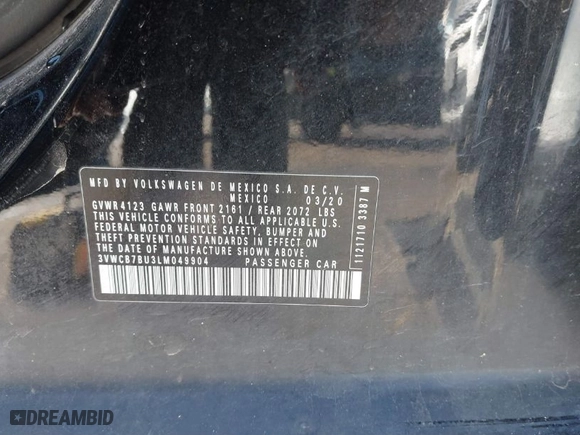 MFD BY VOLKSWAGEN DE MEXICO S.A. DE C.V.
MEXICO 03/20
GVWR 4123 GAWR FRONT 2161 / REAR 2072 LBS
THIS VEHICLE CONFORMS TO ALL APPLICABLE U.S.
FEDERAL MOTOR VEHICLE SAFETY, BUMPER AND
THEFT PREVENTION STANDARDS IN EFFECT ON
THE DATE OF MANUFACTURE SHOWN ABOVE.
3VWCB7BU3LM049904 PASSENGER CAR
1121710 3387 M
DREAMBID